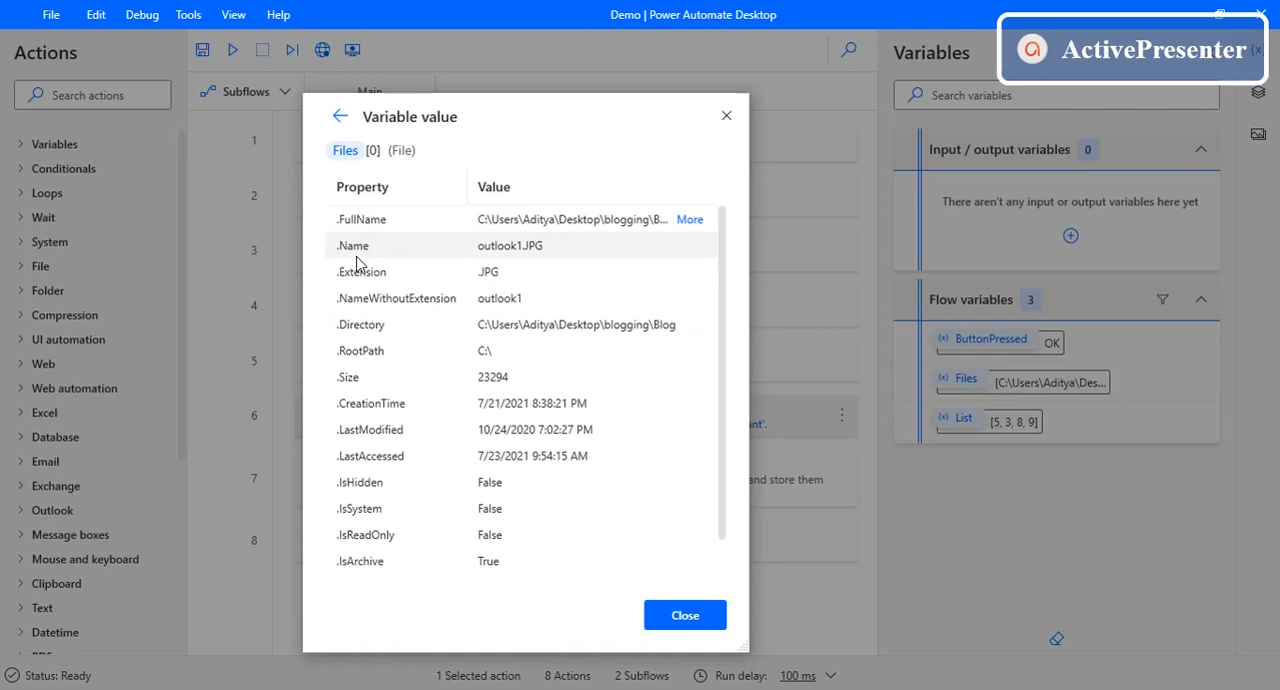 File Edit Debug Tools View Help
Demo | Power Automate Desktop
ActivePresenter
Actions
Search actions
Variables
Conditionals
Loops
Wait
System
File
Folder
Compression
UI automation
Web
Web automation
Excel
Database
Email
Exchange
Outlook
Message boxes
Mouse and keyboard
Clipboard
Text
Datetime
Subflows
1
2
3
4
5
6
7
8
nt'.
and store them
Variable value
Files [0] (File)
Property Value
.FullName C:\Users\Aditya\Desktop\blogging\B... More
.Name outlook1.JPG
.Extension .JPG
.NameWithoutExtension outlook1
.Directory C:\Users\Aditya\Desktop\blogging\Blog
.RootPath C:\
.Size 23294
.CreationTime 7/21/2021 8:38:21 PM
.LastModified 10/24/2020 7:02:27 PM
.LastAccessed 7/23/2021 9:54:15 AM
.IsHidden False
.IsSystem False
.IsReadOnly False
.IsArchive True
Close
Variables
Search variables
Input / output variables 0
There aren't any input or output variables here yet
Flow variables 3
ButtonPressed OK
Files [C:\Users\Aditya\Des...
List [5, 3, 8, 9]
Status: Ready
1 Selected action 8 Actions 2 Subflows Run delay: 100 ms